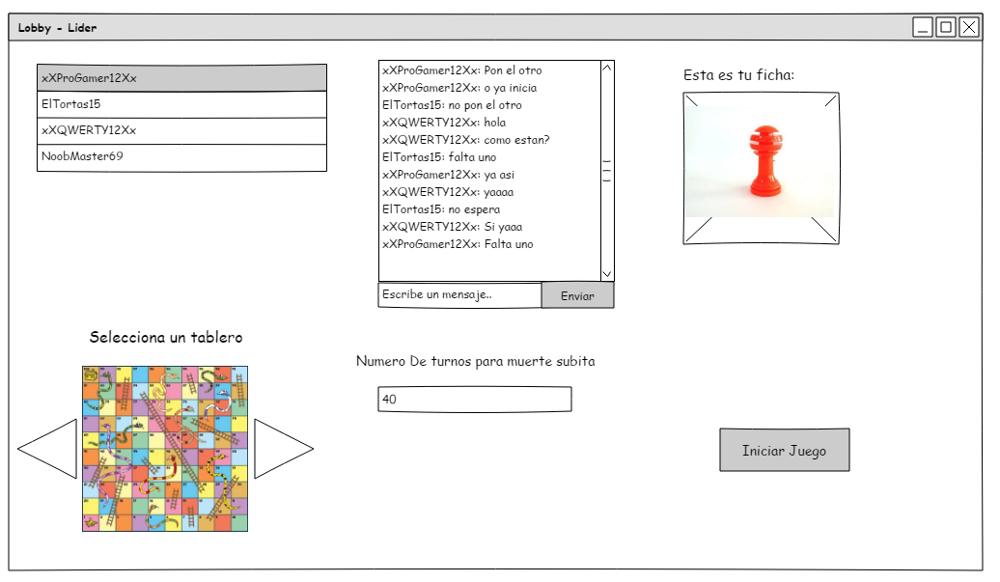 Lobby - Lider
xXProGamer12Xx
ElTortas15
xXQWERTY12Xx
NoobMaster69
xXProGamer12Xx: Pon el otro
xXProGamer12Xx: o ya inicia
ElTortas15: no pon el otro
xXQWERTY12Xx: hola
xXQWERTY12Xx: como estan?
ElTortas15: falta uno
xXProGamer12Xx: ya asi
xXQWERTY12Xx: yaaaa
ElTortas15: no espera
xXQWERTY12Xx: Si yaaa
xXProGamer12Xx: Falta uno
Escribe un mensaje..
Enviar
Esta es tu ficha:
Selecciona un tablero
Numero De turnos para muerte subita
40
Iniciar Juego